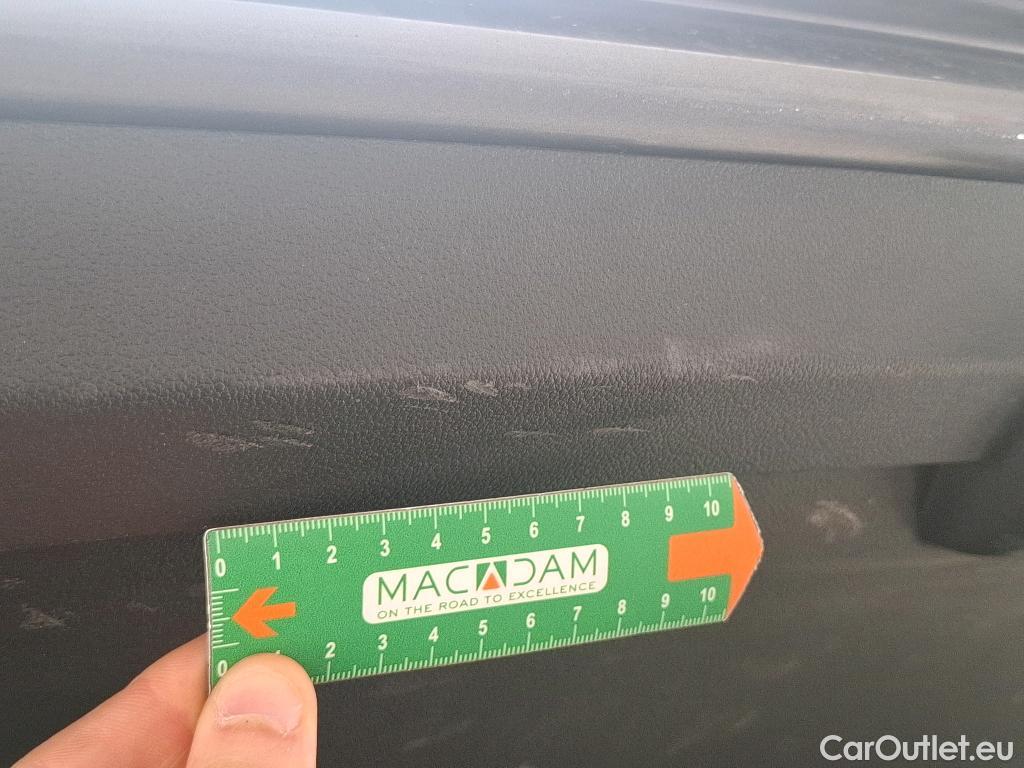 0 1 2 3 4 5 6 7 8 9 10
MACADAM
ON THE ROAD TO EXCELLENCE
0 2 3 4 5 6 7 8 9 10
CarOutlet.eu